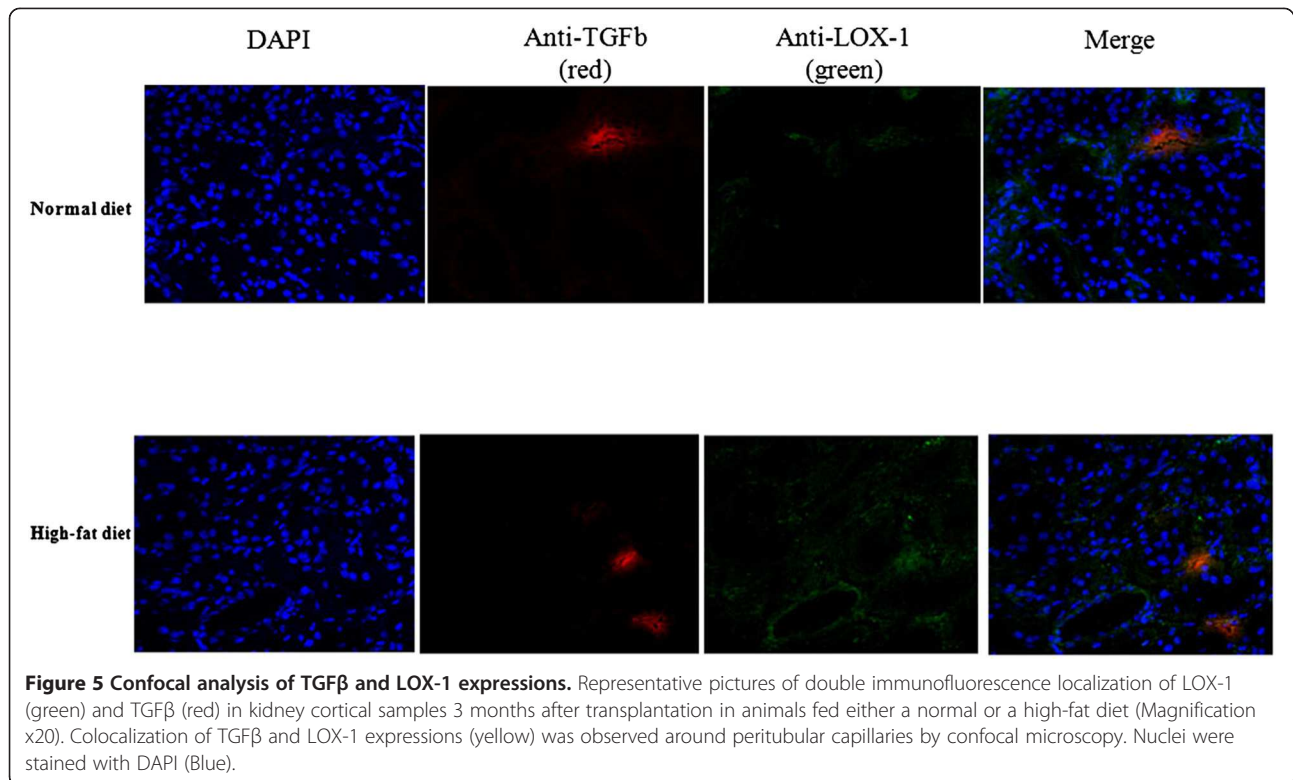 DAPI Anti-TGFb Anti-LOX-1 Merge
(red) (green)
Normal diet
High-fat diet
Figure 5 Confocal analysis of TGFβ and LOX-1 expressions. Representative pictures of double immunofluorescence localization of LOX-1
(green) and TGFβ (red) in kidney cortical samples 3 months after transplantation in animals fed either a normal or a high-fat diet (Magnification
x20). Colocalization of TGFβ and LOX-1 expressions (yellow) was observed around peritubular capillaries by confocal microscopy. Nuclei were
stained with DAPI (Blue).